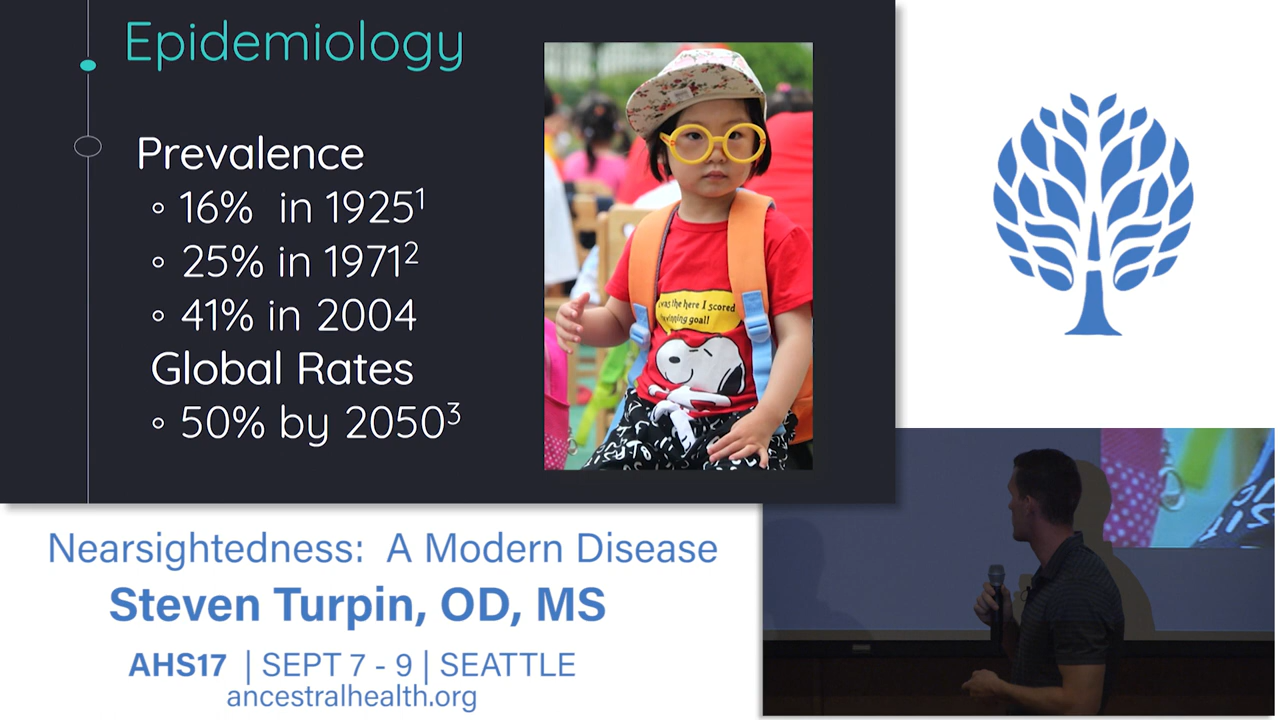 Epidemiology
Prevalence
◦ 16% in 1925¹
◦ 25% in 1971²
◦ 41% in 2004
Global Rates
◦ 50% by 2050³
was the here I scored
winning goal!
Nearsightedness: A Modern Disease
Steven Turpin, OD, MS
AHS17 | SEPT 7 - 9 | SEATTLE
ancestralhealth.org